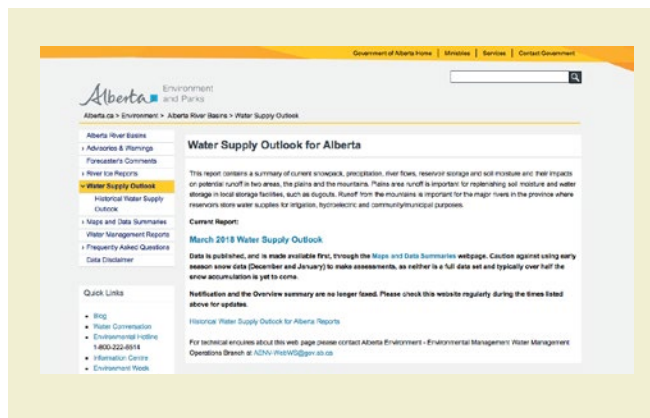 Government of Alberta Home | Ministries | Services | Contact Government
Alberta Environment
and Parks
Alberta.ca > Environment > Alberta River Basins > Water Supply Outlook
Alberta River Basins
Advisories & Warnings
Forecaster's Comments
River Ice Reports
Water Supply Outlook
Historical Water Supply
Outlook
Maps and Data Summaries
Water Management Reports
Frequently Asked Questions
Data Disclaimer
Quick Links
Blog
Water Conversation
Environmental Hotline
1-800-222-6514
Information Centre
Environment Week
Water Supply Outlook for Alberta
This report contains a summary of current snowpack, precipitation, river flows, reservoir storage and soil moisture and their impacts
on potential runoff in two areas, the plains and the mountains. Plains area runoff is important for replenishing soil moisture and water
storage in local storage facilities, such as dugouts. Runoff from the mountains is important for the major rivers in the province where
reservoirs store water supplies for irrigation, hydroelectric and community/municipal purposes.
Current Report:
March 2018 Water Supply Outlook
Data is published, and is made available first, through the Maps and Data Summaries webpage. Caution against using early
season snow data (December and January) to make assessments, as neither is a full data set and typically over half the
snow accumulation is yet to come.
Notification and the Overview summary are no longer faxed. Please check this website regularly during the times listed
above for updates.
Historical Water Supply Outlook for Alberta Reports
For technical enquires about this web page please contact Alberta Environment - Environmental Management Water Management
Operations Branch at AENV-WebWS@gov.ab.ca